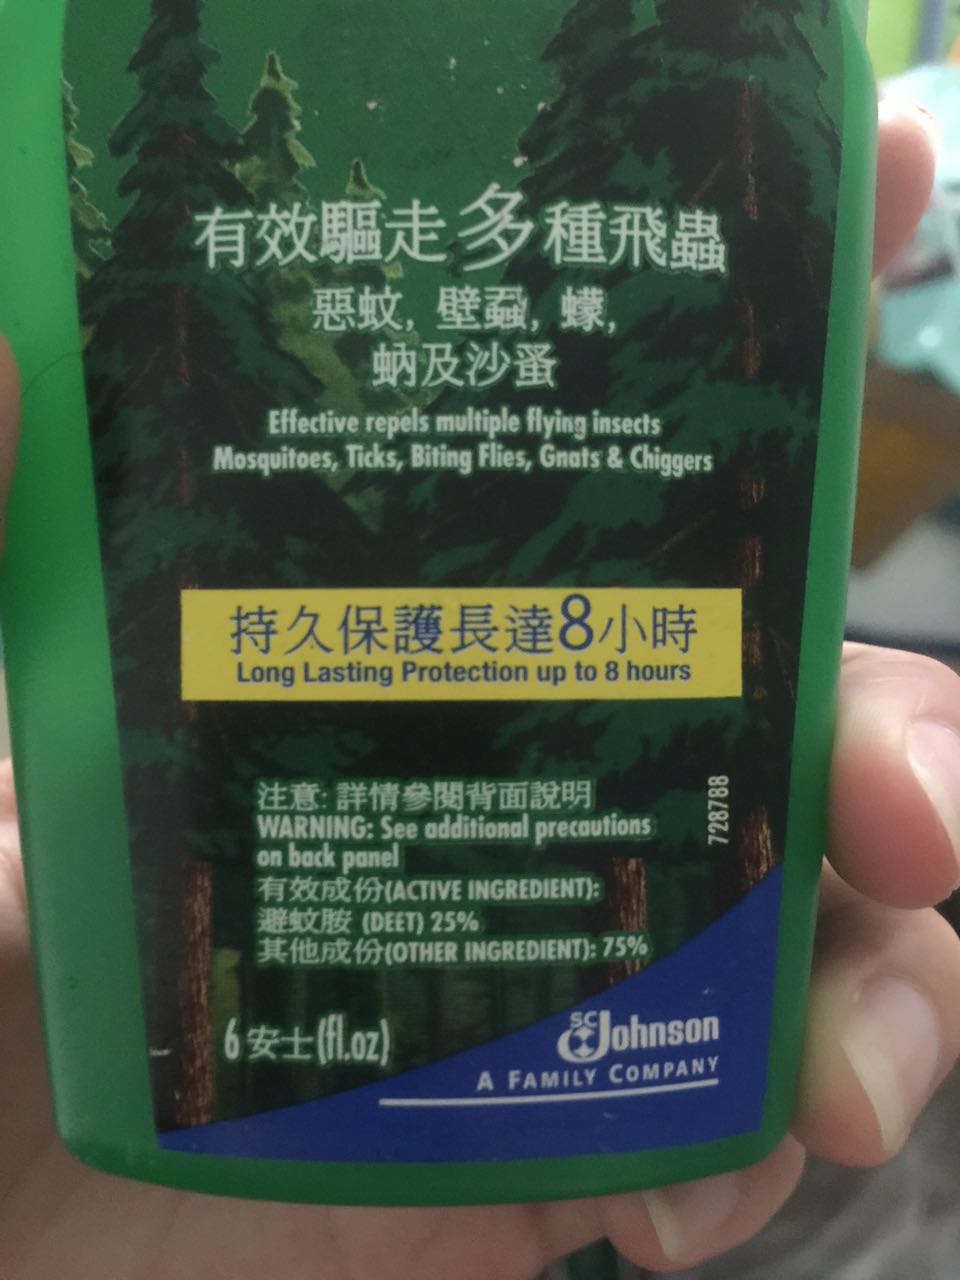 有效驅走多種飛蟲
惡蚊, 壁蝨, 蠓,
蚋及沙蚤
Effective repels multiple flying insects
Mosquitoes, Ticks, Biting Flies, Gnats & Chiggers
持久保護長達8小時
Long Lasting Protection up to 8 hours
注意: 詳情參閱背面說明
WARNING: See additional precautions
on back panel
有效成份(ACTIVE INGREDIENT):
避蚊胺 (DEET) 25%
其他成份(OTHER INGREDIENT): 75%
728788
6 安士(fl.oz)
SC Johnson
A FAMILY COMPANY